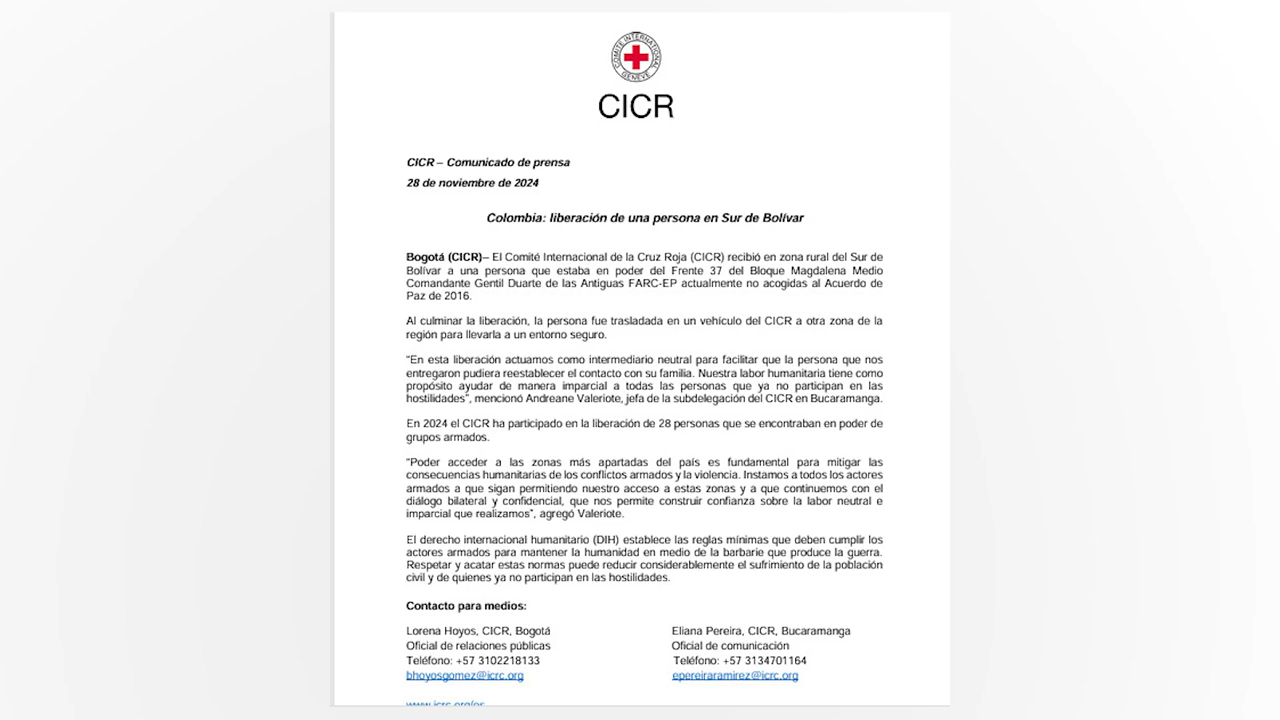 COMITE INTERNATIONAL GENEVE
CICR
CICR – Comunicado de prensa
28 de noviembre de 2024
Colombia: liberación de una persona en Sur de Bolívar
Bogotá (CICR)– El Comité Internacional de la Cruz Roja (CICR) recibió en zona rural del Sur de
Bolívar a una persona que estaba en poder del Frente 37 del Bloque Magdalena Medio
Comandante Gentil Duarte de las Antiguas FARC-EP actualmente no acogidas al Acuerdo de
Paz de 2016.
Al culminar la liberación, la persona fue trasladada en un vehículo del CICR a otra zona de la
región para llevarla a un entorno seguro.
“En esta liberación actuamos como intermediario neutral para facilitar que la persona que nos
entregaron pudiera reestablecer el contacto con su familia. Nuestra labor humanitaria tiene como
propósito ayudar de manera imparcial a todas las personas que ya no participan en las
hostilidades”, mencionó Andreane Valeriote, jefa de la subdelegación del CICR en Bucaramanga.
En 2024 el CICR ha participado en la liberación de 28 personas que se encontraban en poder de
grupos armados.
“Poder acceder a las zonas más apartadas del país es fundamental para mitigar las
consecuencias humanitarias de los conflictos armados y la violencia. Instamos a todos los actores
armados a que sigan permitiendo nuestro acceso a estas zonas y a que continuemos con el
diálogo bilateral y confidencial, que nos permite construir confianza sobre la labor neutral e
imparcial que realizamos”, agregó Valeriote.
El derecho internacional humanitario (DIH) establece las reglas mínimas que deben cumplir los
actores armados para mantener la humanidad en medio de la barbarie que produce la guerra.
Respetar y acatar estas normas puede reducir considerablemente el sufrimiento de la población
civil y de quienes ya no participan en las hostilidades.
Contacto para medios:
Lorena Hoyos, CICR, Bogotá
Oficial de relaciones públicas
Teléfono: +57 3102218133
bhoyosgomez@icrc.org
Eliana Pereira, CICR, Bucaramanga
Oficial de comunicación
Teléfono: +57 3134701164
epereiraramirez@icrc.org
www.icrc.org/es